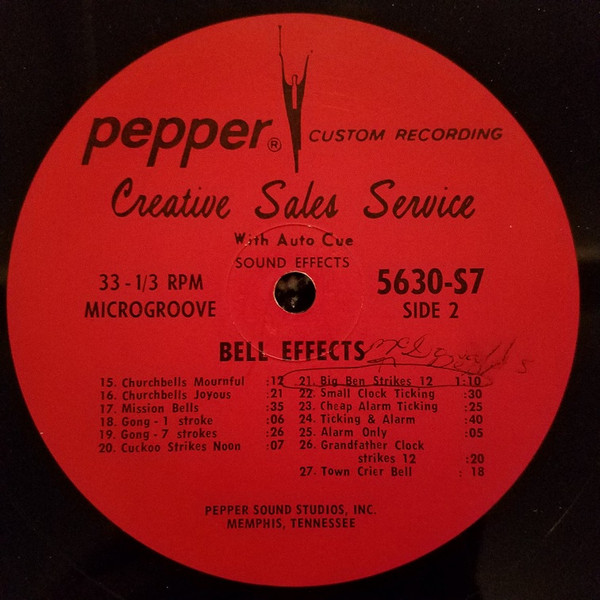 pepper® CUSTOM RECORDING
Creative Sales Service
With Auto Cue
SOUND EFFECTS
33-1/3 RPM
MICROGROOVE
5630-S7
SIDE 2
BELL EFFECTS
15. Churchbells Mournful :12
16. Churchbells Joyous :21
17. Mission Bells :35
18. Gong - 1 stroke :06
19. Gong - 7 strokes :26
20. Cuckoo Strikes Noon :07
21. Big Ben Strikes 12 1:10
22. Small Clock Ticking :30
23. Cheap Alarm Ticking :25
24. Ticking & Alarm :40
25. Alarm Only :05
26. Grandfather Clock
strikes 12 :20
27. Town Crier Bell : 18
PEPPER SOUND STUDIOS, INC.
MEMPHIS, TENNESSEE